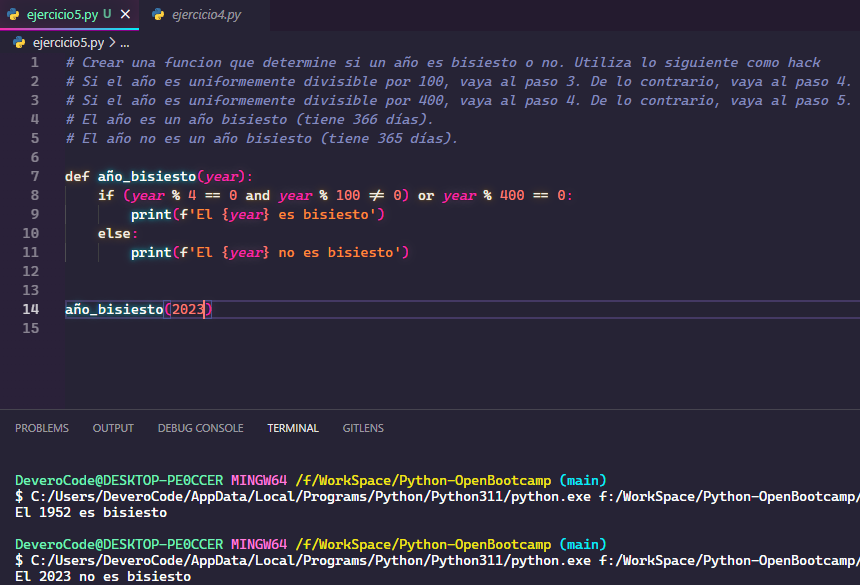 ejercicio5.py U ejercicio4.py
ejercicio5.py > ...
1 # Crear una funcion que determine si un año es bisiesto o no. Utiliza lo siguiente como hack
2 # Si el año es uniformemente divisible por 100, vaya al paso 3. De lo contrario, vaya al paso 4.
3 # Si el año es uniformemente divisible por 400, vaya al paso 4. De lo contrario, vaya al paso 5.
4 # El año es un año bisiesto (tiene 366 días).
5 # El año no es un año bisiesto (tiene 365 días).
6
7 def año_bisiesto(year):
8 if (year % 4 == 0 and year % 100 ≠ 0) or year % 400 == 0:
9 print(f'El {year} es bisiesto')
10 else:
11 print(f'El {year} no es bisiesto')
12
13
14 año_bisiesto(2023)
15
PROBLEMS OUTPUT DEBUG CONSOLE TERMINAL GITLENS
DeveroCode@DESKTOP-PE0CCER MINGW64 /f/WorkSpace/Python-OpenBootcamp (main)
$ C:/Users/DeveroCode/AppData/Local/Programs/Python/Python311/python.exe f:/WorkSpace/Python-OpenBootcamp/
El 1952 es bisiesto
DeveroCode@DESKTOP-PE0CCER MINGW64 /f/WorkSpace/Python-OpenBootcamp (main)
$ C:/Users/DeveroCode/AppData/Local/Programs/Python/Python311/python.exe f:/WorkSpace/Python-OpenBootcamp/
El 2023 no es bisiesto